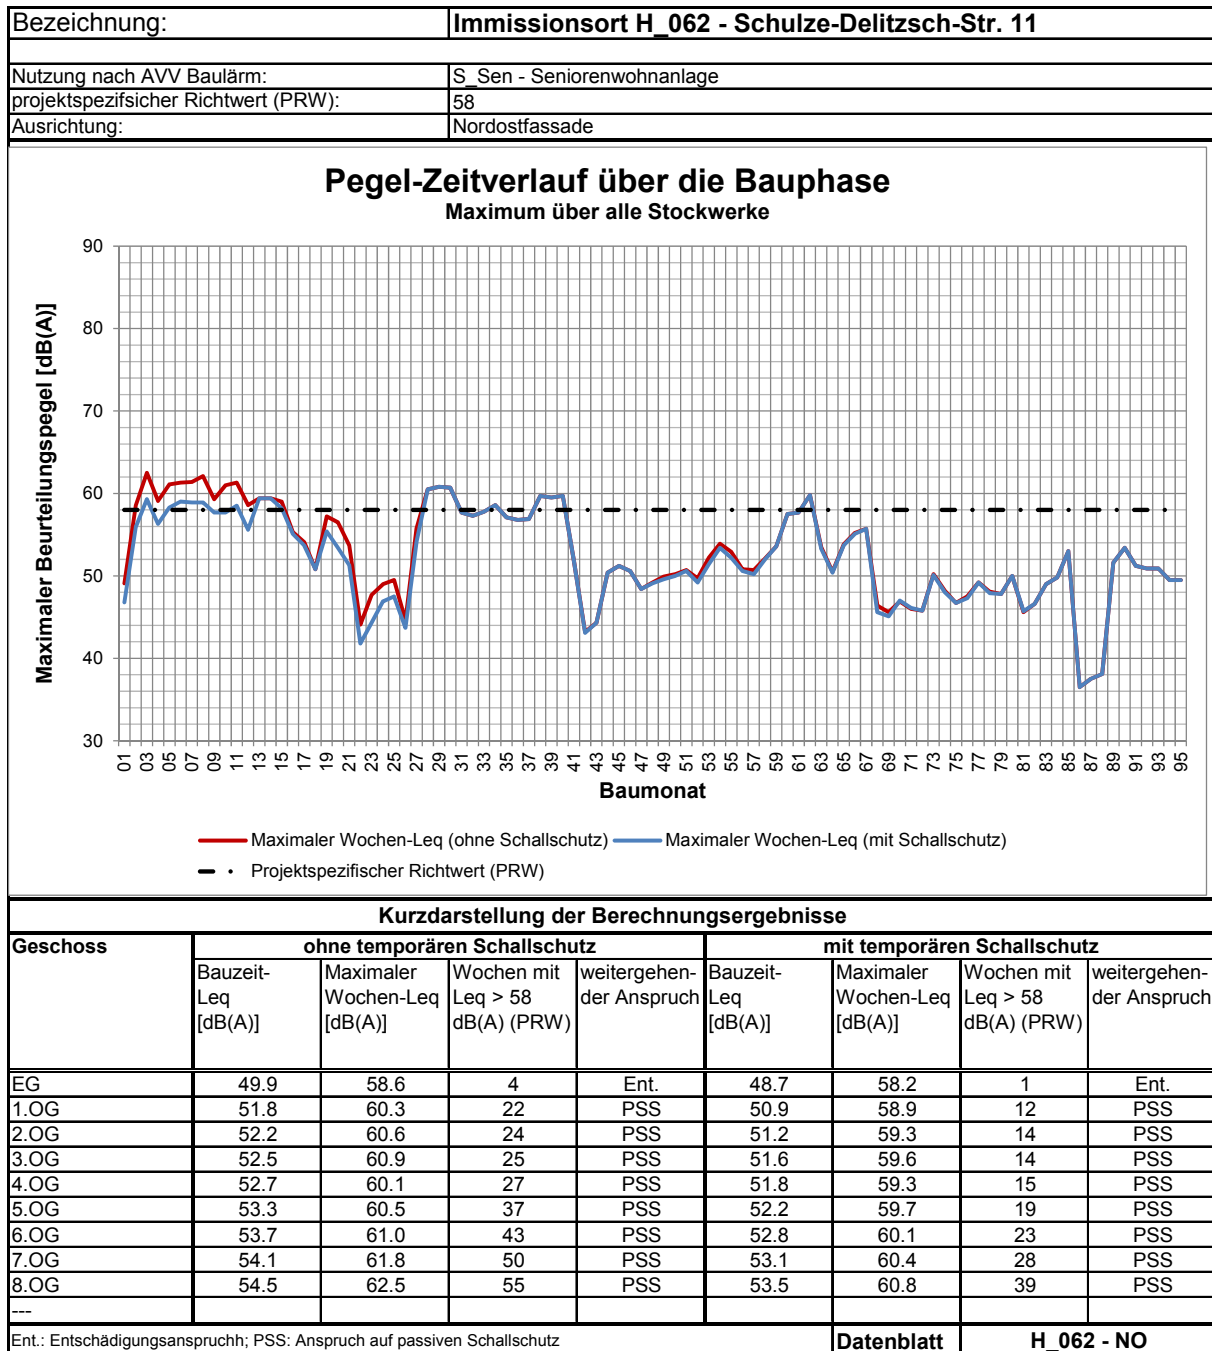 Bezeichnung: Immissionsort H_062 - Schulze-Delitzsch-Str. 11
Nutzung nach AVV Baulärm: S_Sen - Seniorenwohnanlage
projektspezifsicher Richtwert (PRW): 58
Ausrichtung: Nordostfassade
Pegel-Zeitverlauf über die Bauphase
Maximum über alle Stockwerke
Maximaler Beurteilungspegel [dB(A)]
90
80
70
60
50
40
30
01 03 05 07 09 11 13 15 17 19 21 23 25 27 29 31 33 35 37 39 41 43 45 47 49 51 53 55 57 59 61 63 65 67 69 71 73 75 77 79 81 83 85 87 89 91 93 95
Baumonat
Maximaler Wochen-Leq (ohne Schallschutz) Maximaler Wochen-Leq (mit Schallschutz)
Projektspezifischer Richtwert (PRW)
Kurzdarstellung der Berechnungsergebnisse
Geschoss ohne temporären Schallschutz mit temporären Schallschutz
Bauzeit- Maximaler Wochen mit weitergehen- Bauzeit- Maximaler Wochen mit weitergehen-
Leq Wochen-Leq Leq > 58 der Anspruch Leq Wochen-Leq Leq > 58 der Anspruch
[dB(A)] [dB(A)] dB(A) (PRW) [dB(A)] [dB(A)] dB(A) (PRW)
EG 49.9 58.6 4 Ent. 48.7 58.2 1 Ent.
1.OG 51.8 60.3 22 PSS 50.9 58.9 12 PSS
2.OG 52.2 60.6 24 PSS 51.2 59.3 14 PSS
3.OG 52.5 60.9 25 PSS 51.6 59.6 14 PSS
4.OG 52.7 60.1 27 PSS 51.8 59.3 15 PSS
5.OG 53.3 60.5 37 PSS 52.2 59.7 19 PSS
6.OG 53.7 61.0 43 PSS 52.8 60.1 23 PSS
7.OG 54.1 61.8 50 PSS 53.1 60.4 28 PSS
8.OG 54.5 62.5 55 PSS 53.5 60.8 39 PSS
---
Ent.: Entschädigungsanspruchh; PSS: Anspruch auf passiven Schallschutz Datenblatt H_062 - NO